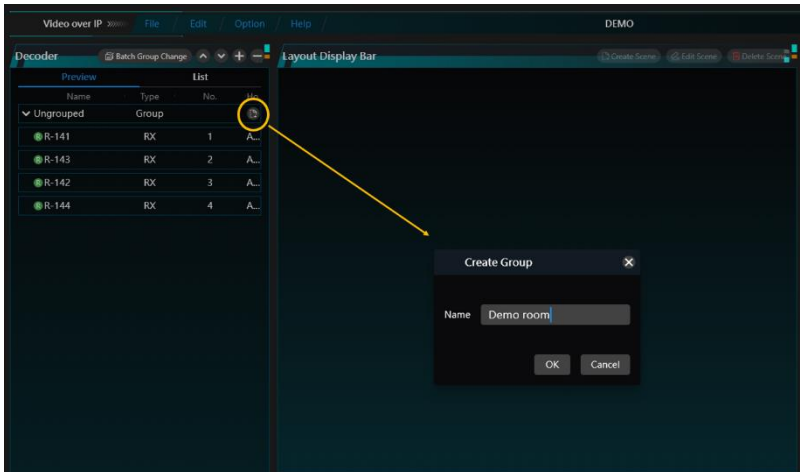 Video over IP File / Edit / Option / Help / DEMO
Decoder Batch Group Change Layout Display Bar Create Scene Edit Scene Delete Scene
Preview List
Name Type No. Ho
Ungrouped Group
R R-141 RX 1 A...
R R-143 RX 2 A...
R R-142 RX 3 A...
R R-144 RX 4 A...
Create Group
Name Demo room
OK Cancel